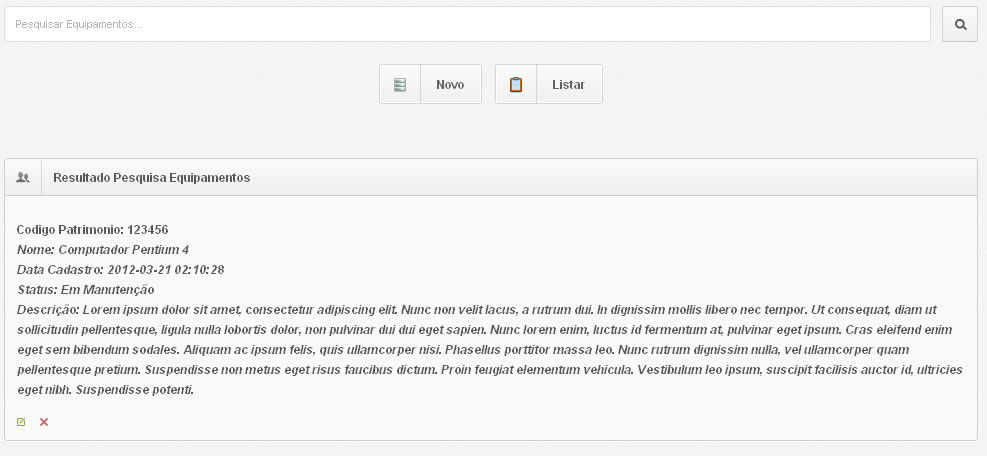 Pesquisar Equipamentos...
Novo
Listar
Resultado Pesquisa Equipamentos
Codigo Patrimonio: 123456
Nome: Computador Pentium 4
Data Cadastro: 2012-03-21 02:10:28
Status: Em Manutenção
Descrição: Lorem ipsum dolor sit amet, consectetur adipiscing elit. Nunc non velit lacus, a rutrum dui. In dignissim mollis libero nec tempor. Ut consequat, diam ut
sollicitudin pellentesque, ligula nulla lobortis dolor, non pulvinar dui dui eget sapien. Nunc lorem enim, luctus id fermentum at, pulvinar eget ipsum. Cras eleifend enim
eget sem bibendum sodales. Aliquam ac ipsum felis, quis ullamcorper nisi. Phasellus porttitor massa leo. Nunc rutrum dignissim nulla, vel ullamcorper quam
pellentesque pretium. Suspendisse non metus eget risus faucibus dictum. Proin feugiat elementum vehicula. Vestibulum leo ipsum, suscipit facilisis auctor id, ultricies
eget nibh. Suspendisse potenti.